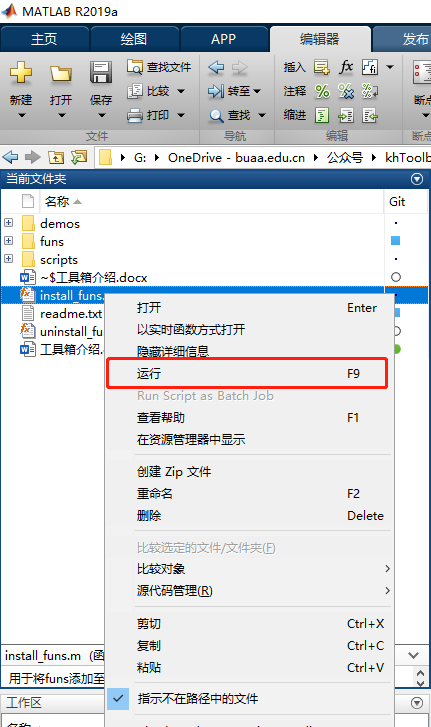 MATLAB R2019a
主页 绘图 APP 编辑器 发布
新建 打开 保存 查找文件 比较 打印
文件
转至 查找
导航
插入 fx
注释 % %
缩进
编辑
断点
G: OneDrive - buaa.edu.cn 公众号 khToolb
当前文件夹
名称 Git
demos
funs
scripts
~$工具箱介绍.docx
install_funs.
readme.txt
uninstall_fu
工具箱介绍.
打开 Enter
以实时函数方式打开
隐藏详细信息
运行 F9
Run Script as Batch Job
查看帮助 F1
在资源管理器中显示
创建 Zip 文件
重命名 F2
删除 Delete
比较选定的文件/文件夹(F)
比较对象
源代码管理(R)
剪切 Ctrl+X
复制 Ctrl+C
粘贴 Ctrl+V
指示不在路径中的文件
install_funs.m (函
用于将funs添加至
工作区